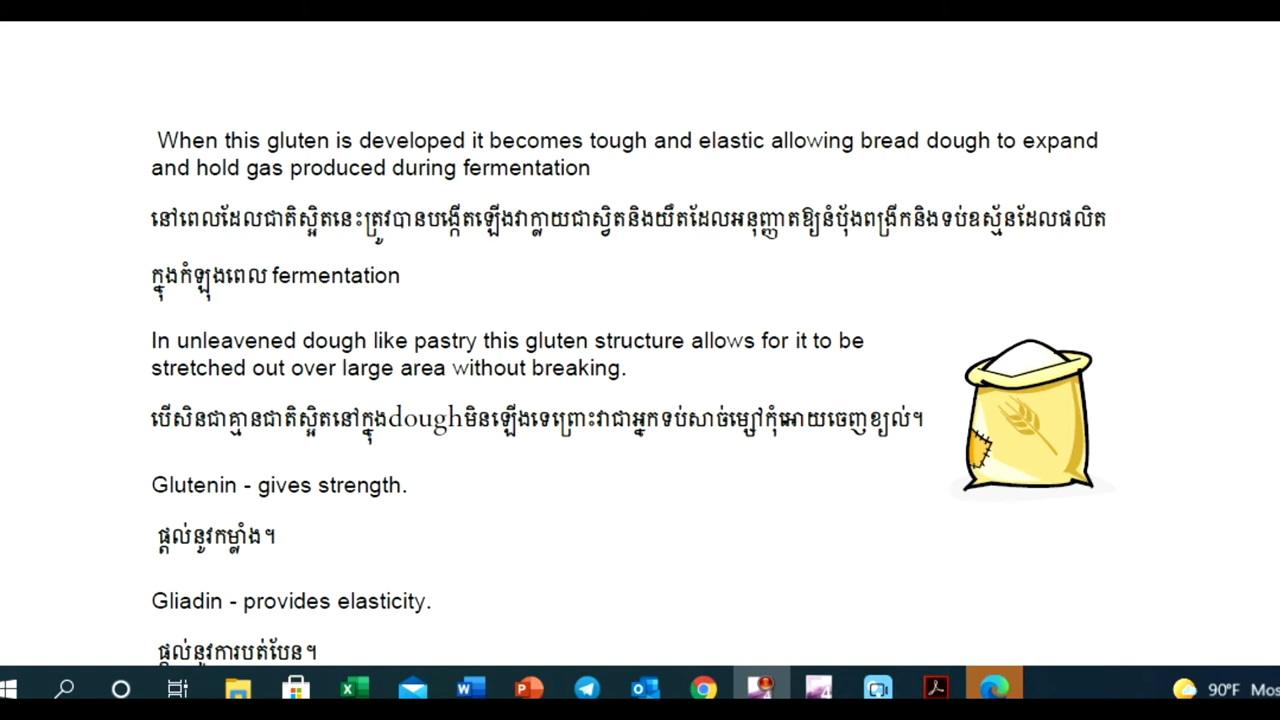 When this gluten is developed it becomes tough and elastic allowing bread dough to expand
and hold gas produced during fermentation
នៅពេលដែលជាតិស្អិតនេះត្រូវបានបង្កើតឡើងវាក្លាយជាស្វិតនិងយឺតដែលអនុញ្ញាតឱ្យនំប៉័ងពង្រីកនិងទប់ឧស្ម័នដែលផលិត
ក្នុងកំឡុងពេល fermentation
In unleavened dough like pastry this gluten structure allows for it to be
stretched out over large area without breaking.
បើសិនជាគ្មានជាតិស្អិតនៅក្នុងdoughមិនឡើងទេព្រោះវាជាអ្នកទប់សាច់ម្សៅកុំអោយចេញខ្យល់។
Glutenin - gives strength.
ផ្តល់នូវកម្លាំង។
Gliadin - provides elasticity.
ផ្តល់នូវការបត់បែន។
90°F Mos